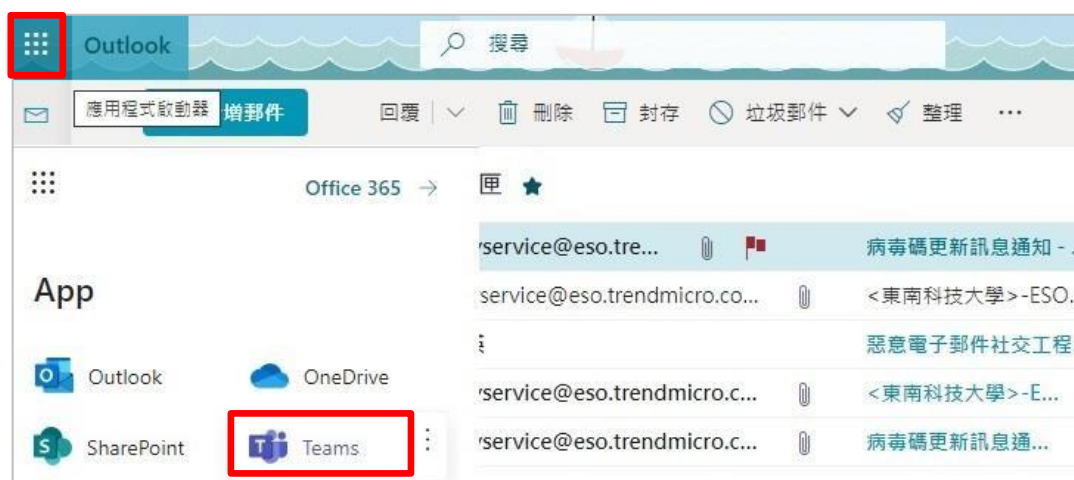 Outlook 搜尋
應用程式啟動器 增郵件 回覆 刪除 封存 垃圾郵件 整理 ...
Office 365 → 匣
service@eso.tre... 病毒碼更新訊息通知 -
App
service@eso.trendmicro.co... <東南科技大學>-ESO.
惡意電子郵件社交工程
Outlook OneDrive
service@eso.trendmicro.c... <東南科技大學>-E...
SharePoint Teams
service@eso.trendmicro.c... 病毒碼更新訊息通...